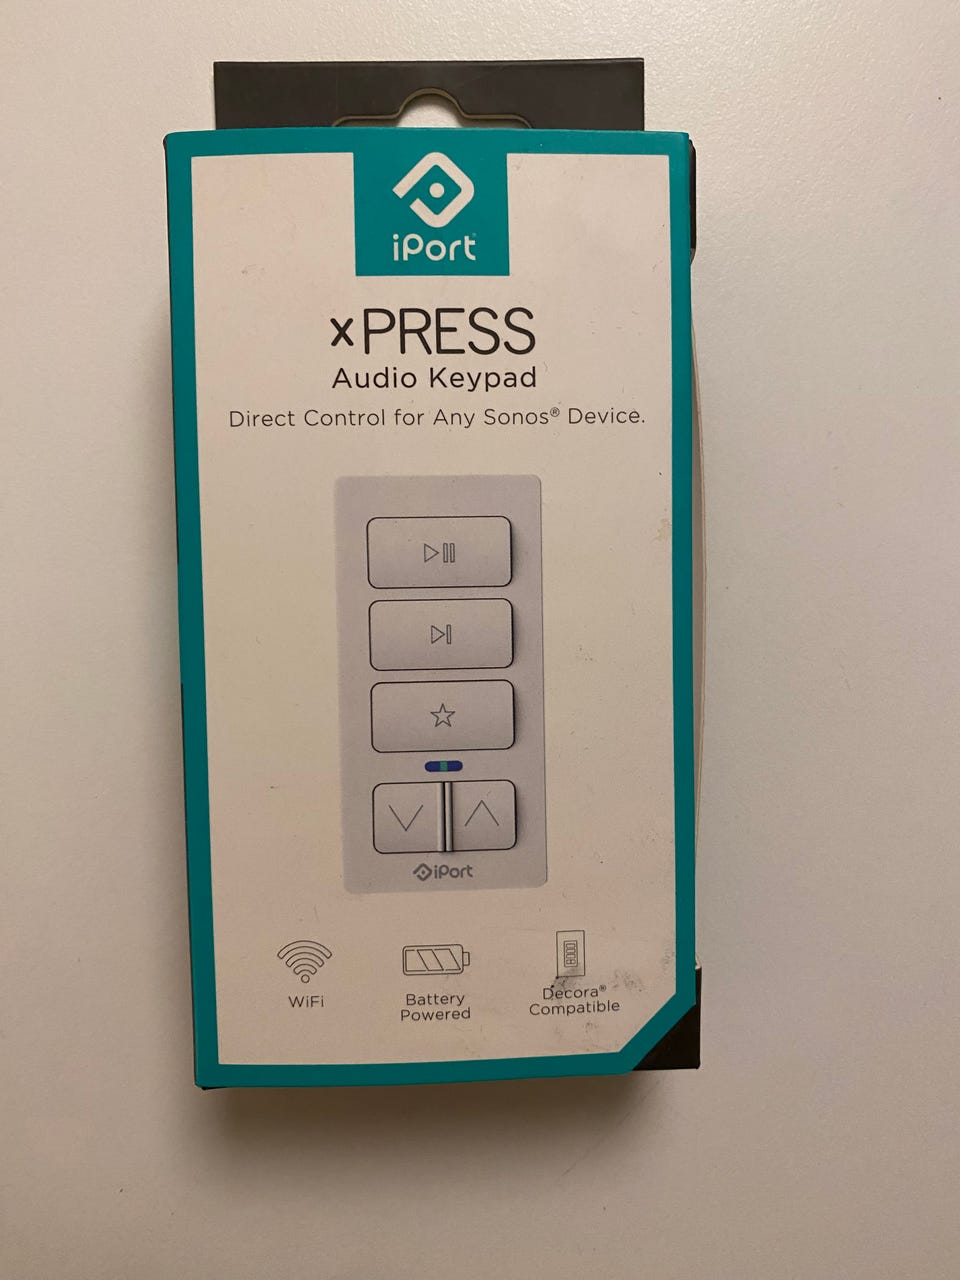 iPort
xPRESS
Audio Keypad
Direct Control for Any Sonos® Device.
iPort
WiFi
Battery
Powered
Decora®
Compatible